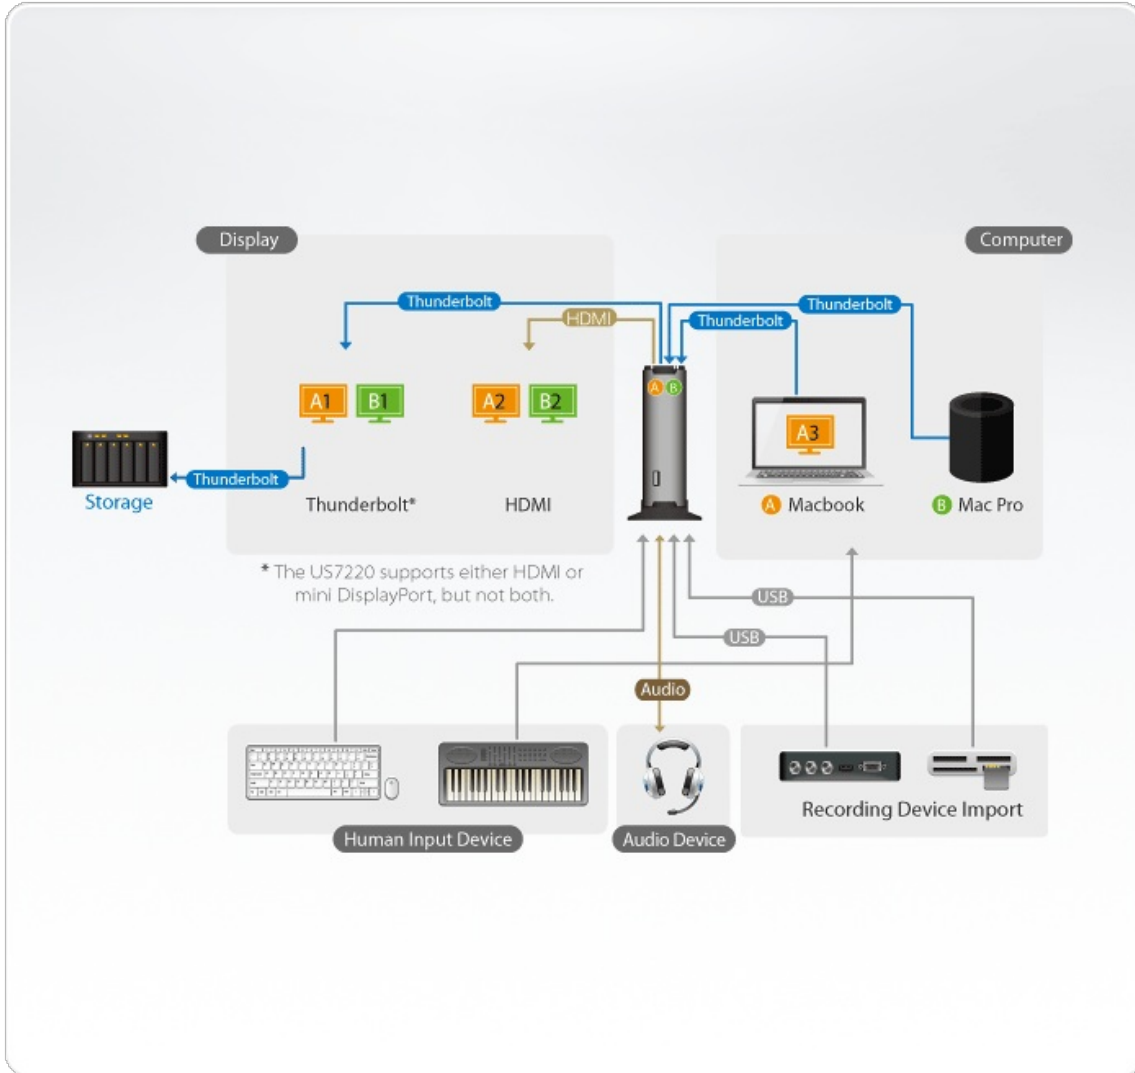 Display
Computer
Thunderbolt
Thunderbolt
HDMI
Thunderbolt
A B
A1 B1 A2 B2
A3
Thunderbolt
Storage
Thunderbolt*
HDMI
A Macbook
B Mac Pro
* The US7220 supports either HDMI or
mini DisplayPort, but not both.
USB
USB
Audio
Recording Device Import
Human Input Device
Audio Device